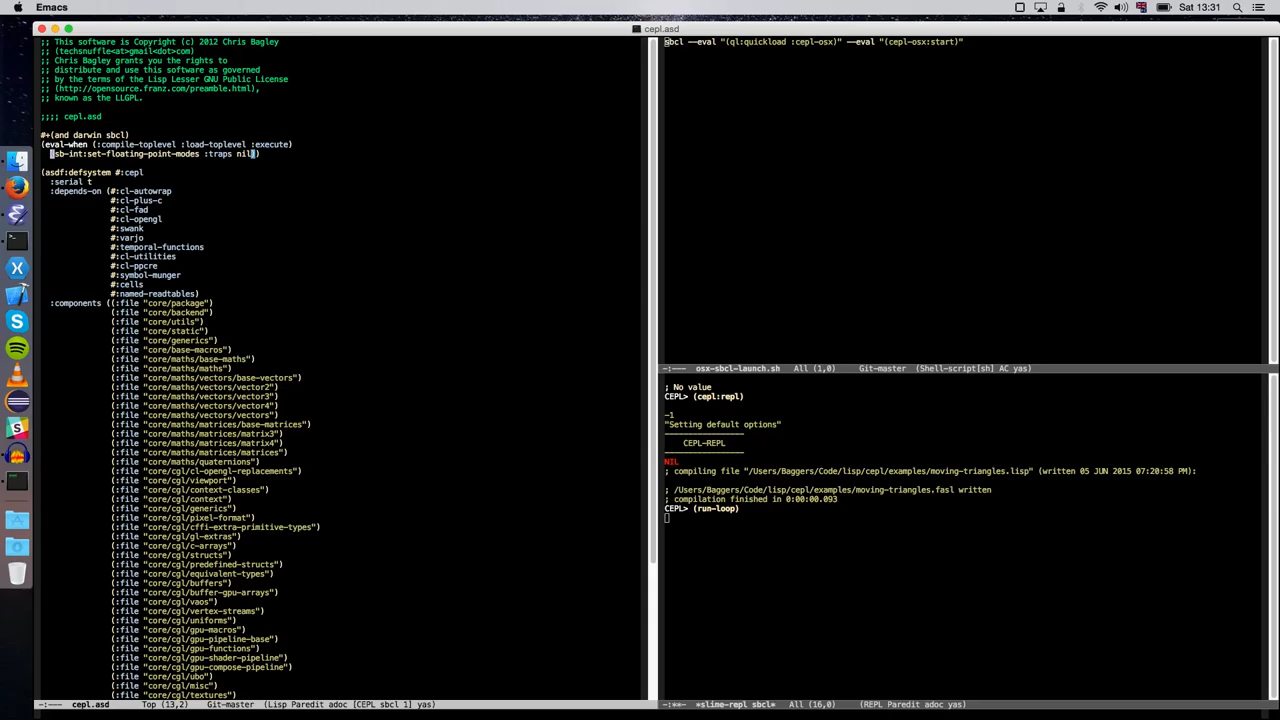 Emacs
Sat 13:31
cepl.asd
;; This software is Copyright (c) 2012 Chris Bagley
;; (techsnuffle<at>gmail<dot>com)
;; Chris Bagley grants you the rights to
;; distribute and use this software as governed
;; by the terms of the Lisp Lesser GNU Public License
;; (http://opensource.franz.com/preamble.html),
;; known as the LLGPL.
;;;; cepl.asd
#+(and darwin sbcl)
(eval-when (:compile-toplevel :load-toplevel :execute)
(sb-int:set-floating-point-modes :traps nil))
(asdf:defsystem #:cepl
:serial t
:depends-on (#:cl-autowrap
#:cl-plus-c
#:cl-fad
#:cl-opengl
#:swank
#:varjo
#:temporal-functions
#:cl-utilities
#:cl-ppcre
#:symbol-munger
#:cells
#:named-readtables)
:components ((:file "core/package")
(:file "core/backend")
(:file "core/utils")
(:file "core/static")
(:file "core/generics")
(:file "core/base-macros")
(:file "core/maths/base-maths")
(:file "core/maths/maths")
(:file "core/maths/vectors/base-vectors")
(:file "core/maths/vectors/vector2")
(:file "core/maths/vectors/vector3")
(:file "core/maths/vectors/vector4")
(:file "core/maths/vectors/vectors")
(:file "core/maths/matrices/base-matrices")
(:file "core/maths/matrices/matrix3")
(:file "core/maths/matrices/matrix4")
(:file "core/maths/matrices/matrices")
(:file "core/maths/quaternions")
(:file "core/cgl/cl-opengl-replacements")
(:file "core/cgl/viewport")
(:file "core/cgl/context-classes")
(:file "core/cgl/context")
(:file "core/cgl/generics")
(:file "core/cgl/pixel-format")
(:file "core/cgl/cffi-extra-primitive-types")
(:file "core/cgl/gl-extras")
(:file "core/cgl/c-arrays")
(:file "core/cgl/structs")
(:file "core/cgl/predefined-structs")
(:file "core/cgl/equivalent-types")
(:file "core/cgl/buffers")
(:file "core/cgl/buffer-gpu-arrays")
(:file "core/cgl/vaos")
(:file "core/cgl/vertex-streams")
(:file "core/cgl/uniforms")
(:file "core/cgl/gpu-macros")
(:file "core/cgl/gpu-pipeline-base")
(:file "core/cgl/gpu-functions")
(:file "core/cgl/gpu-shader-pipeline")
(:file "core/cgl/gpu-compose-pipeline")
(:file "core/cgl/ubo")
(:file "core/cgl/misc")
(:file "core/cgl/textures")
-:--- cepl.asd Top (13,2) Git-master (Lisp Paredit adoc [CEPL sbcl 1] yas)
sbcl --eval "(ql:quickload :cepl-osx)" --eval "(cepl-osx:start)"
-:--- osx-sbcl-launch.sh All (1,0) Git-master (Shell-script[sh] AC yas)
; No value
CEPL> (cepl:repl)
-1
"Setting default options"
-----------------
CEPL-REPL
-----------------
NIL
; compiling file "/Users/Baggers/Code/lisp/cepl/examples/moving-triangles.lisp" (written 05 JUN 2015 07:20:58 PM):
; /Users/Baggers/Code/lisp/cepl/examples/moving-triangles.fasl written
; compilation finished in 0:00:00.093
CEPL> (run-loop)
-:**- *slime-repl sbcl* All (16,0) (REPL Paredit adoc yas)